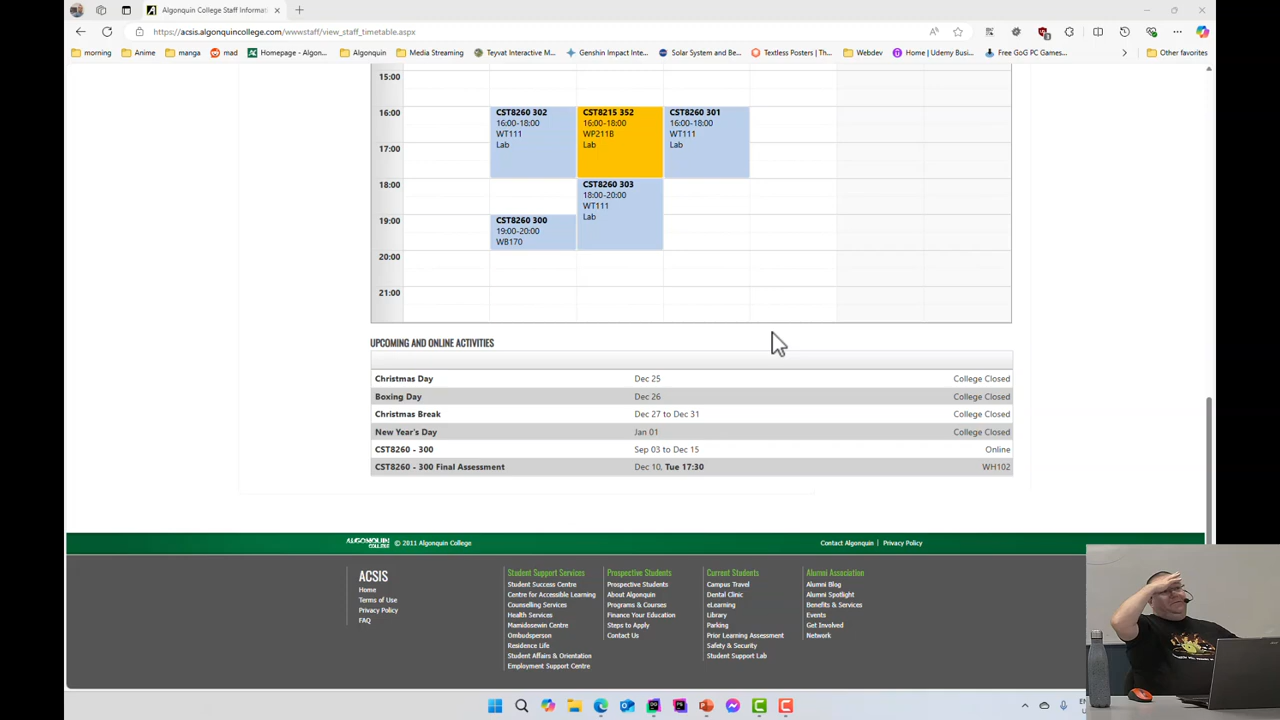 Algonquin College Staff Informat
https://acsis.algonquincollege.com/wwwstaff/view_staff_timetable.aspx
morning Anime manga mad Homepage - Algon... Algonquin Media Streaming Teyvat Interactive M... Genshin Impact Inte... Solar System and Be... Textless Posters | Th... Webdev Home | Udemy Busi... Free GoG PC Games... Other favorites
15:00
16:00
17:00
18:00
19:00
20:00
21:00
CST8260 302
16:00-18:00
WT111
Lab
CST8215 352
16:00-18:00
WP211B
Lab
CST8260 301
16:00-18:00
WT111
Lab
CST8260 303
18:00-20:00
WT111
Lab
CST8260 300
19:00-20:00
WB170
UPCOMING AND ONLINE ACTIVITIES
Christmas Day Dec 25 College Closed
Boxing Day Dec 26 College Closed
Christmas Break Dec 27 to Dec 31 College Closed
New Year's Day Jan 01 College Closed
CST8260 - 300 Sep 03 to Dec 15 Online
CST8260 - 300 Final Assessment Dec 10, Tue 17:30 WH102
ALGONQUIN COLLEGE © 2011 Algonquin College Contact Algonquin | Privacy Policy
ACSIS
Home
Terms of Use
Privacy Policy
FAQ
Student Support Services
Student Success Centre
Centre for Accessible Learning
Counselling Services
Health Services
Mamidosewin Centre
Ombudsperson
Residence Life
Student Affairs & Orientation
Employment Support Centre
Prospective Students
Prospective Students
About Algonquin
Programs & Courses
Finance Your Education
Steps to Apply
Contact Us
Current Students
Campus Travel
Dental Clinic
eLearning
Library
Parking
Prior Learning Assessment
Safety & Security
Student Support Lab
Alumni Association
Alumni Blog
Alumni Spotlight
Benefits & Services
Events
Get Involved
Network